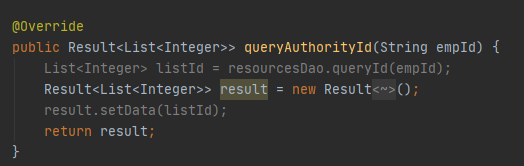 @Override
public Result<List<Integer>> queryAuthorityId(String empId) {
List<Integer> listId = resourcesDao.queryId(empId);
Result<List<Integer>> result = new Result<~>();
result.setData(listId);
return result;
}